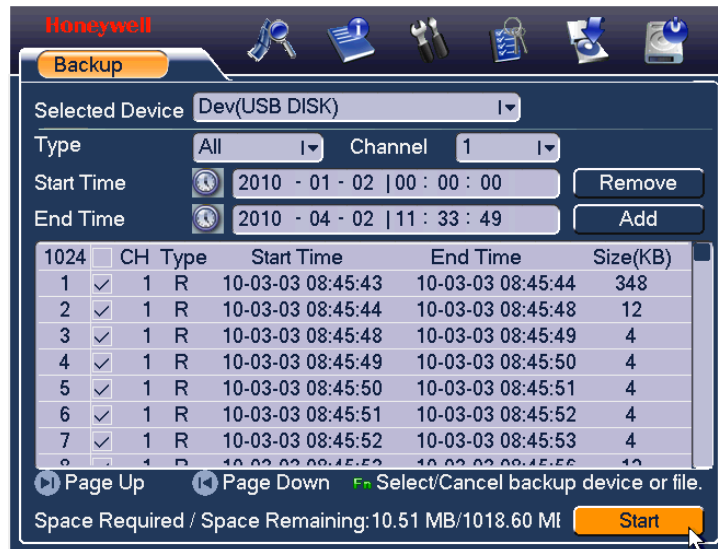 Honeywell
Backup
Selected Device Dev(USB DISK)
Type All Channel 1
Start Time 2010 - 01 - 02 |00 : 00 : 00 Remove
End Time 2010 - 04 - 02 |11 : 33 : 49 Add
1024 CH Type Start Time End Time Size(KB)
1 1 R 10-03-03 08:45:43 10-03-03 08:45:44 348
2 1 R 10-03-03 08:45:44 10-03-03 08:45:48 12
3 1 R 10-03-03 08:45:48 10-03-03 08:45:49 4
4 1 R 10-03-03 08:45:49 10-03-03 08:45:50 4
5 1 R 10-03-03 08:45:50 10-03-03 08:45:51 4
6 1 R 10-03-03 08:45:51 10-03-03 08:45:52 4
7 1 R 10-03-03 08:45:52 10-03-03 08:45:53 4
Page Up Page Down Fn Select/Cancel backup device or file.
Space Required / Space Remaining:10.51 MB/1018.60 Start